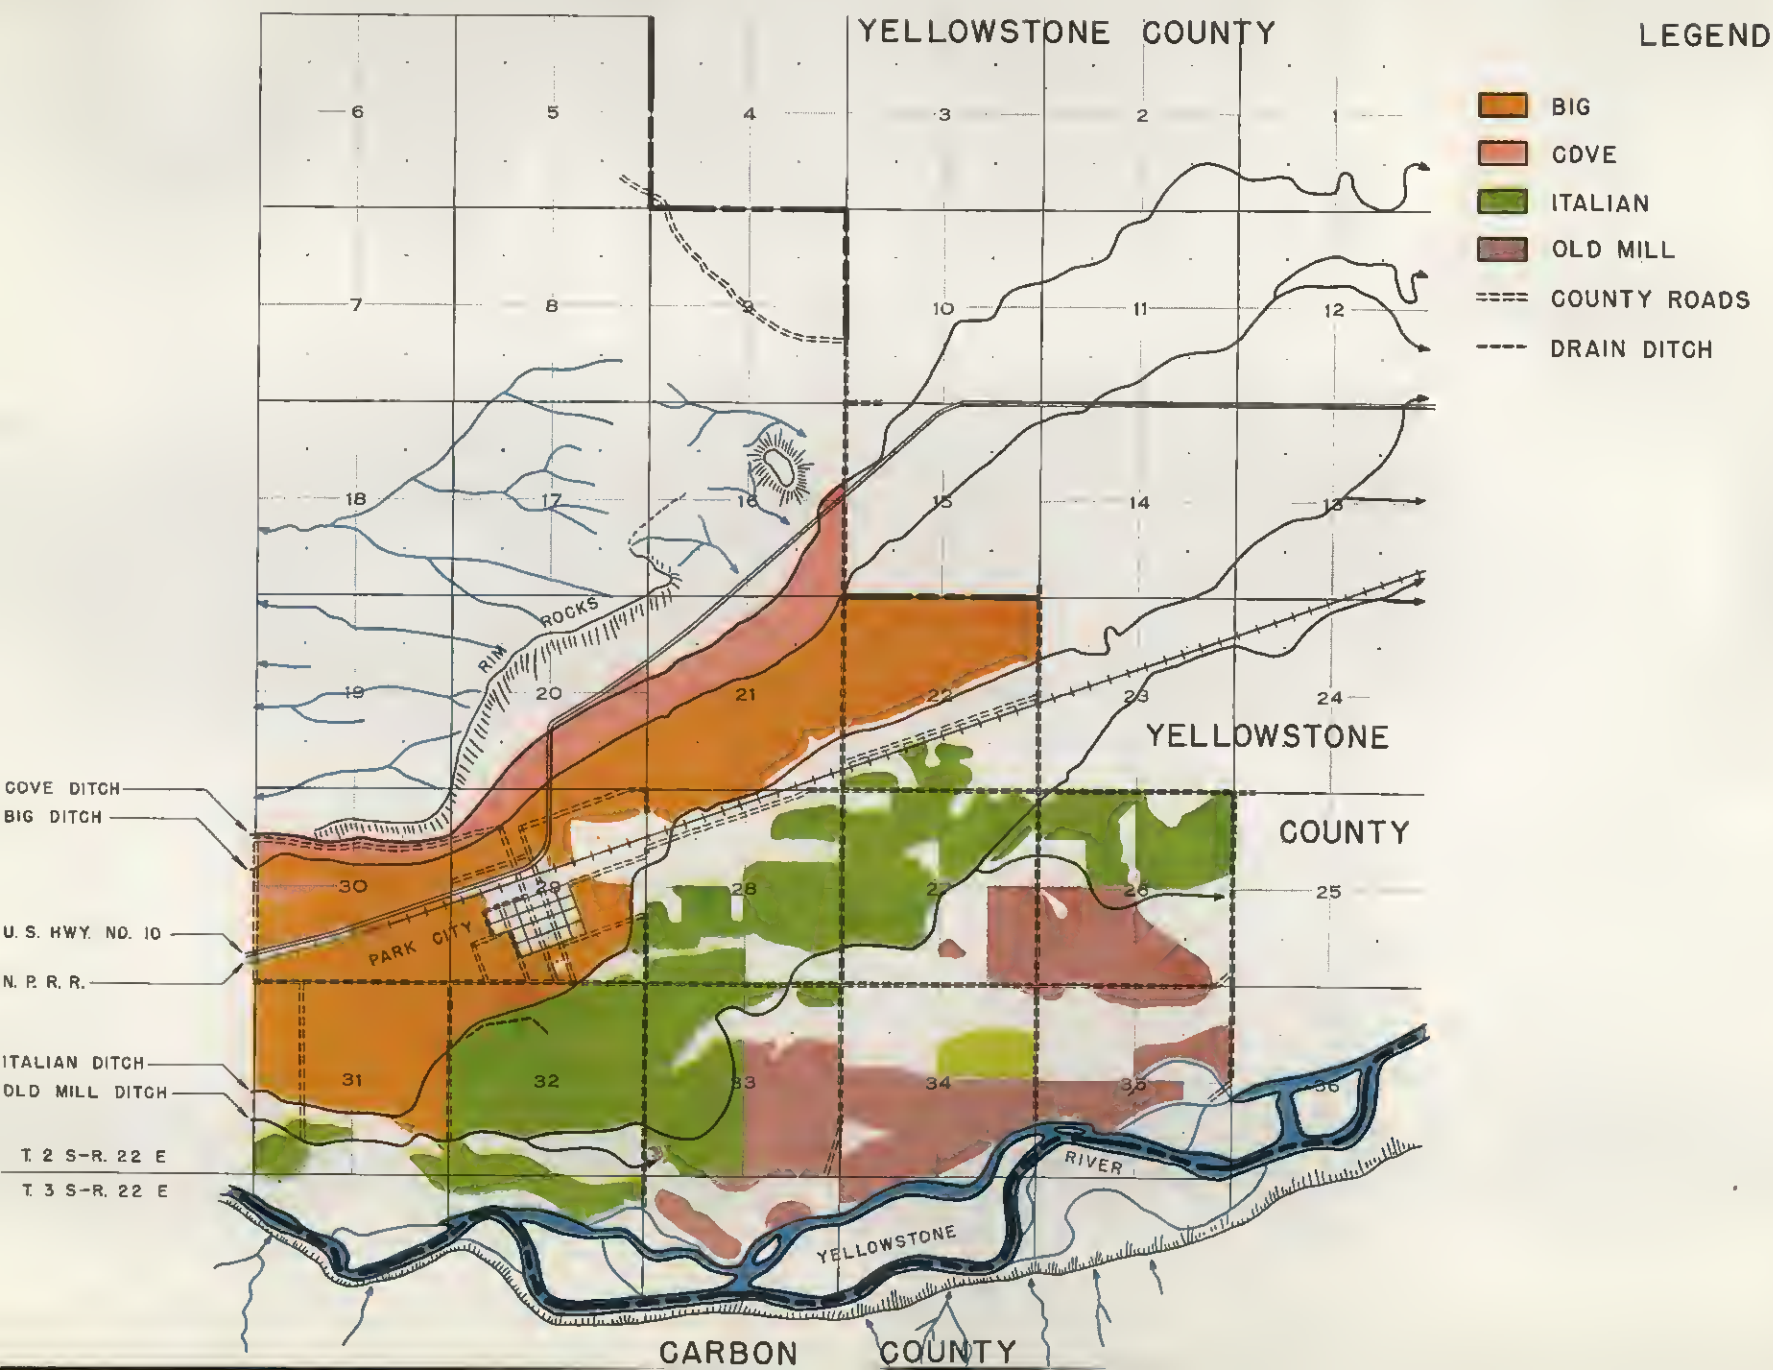 YELLOWSTONE COUNTY
LEGEND
BIG
COVE
ITALIAN
OLD MILL
COUNTY ROADS
DRAIN DITCH
6 5 4 3 2 1
7 8 9 10 11 12
18 17 16 15 14 13
RIM ROCKS
19 20 21 22 23 24
YELLOWSTONE
COUNTY
COVE DITCH
BIG DITCH
30 29 28 27 26 25
U. S. HWY. NO. 10
PARK CITY
N. P. R. R.
ITALIAN DITCH
OLD MILL DITCH
31 32 33 34 35 36
T. 2 S-R. 22 E
T. 3 S-R. 22 E
RIVER
YELLOWSTONE
CARBON COUNTY